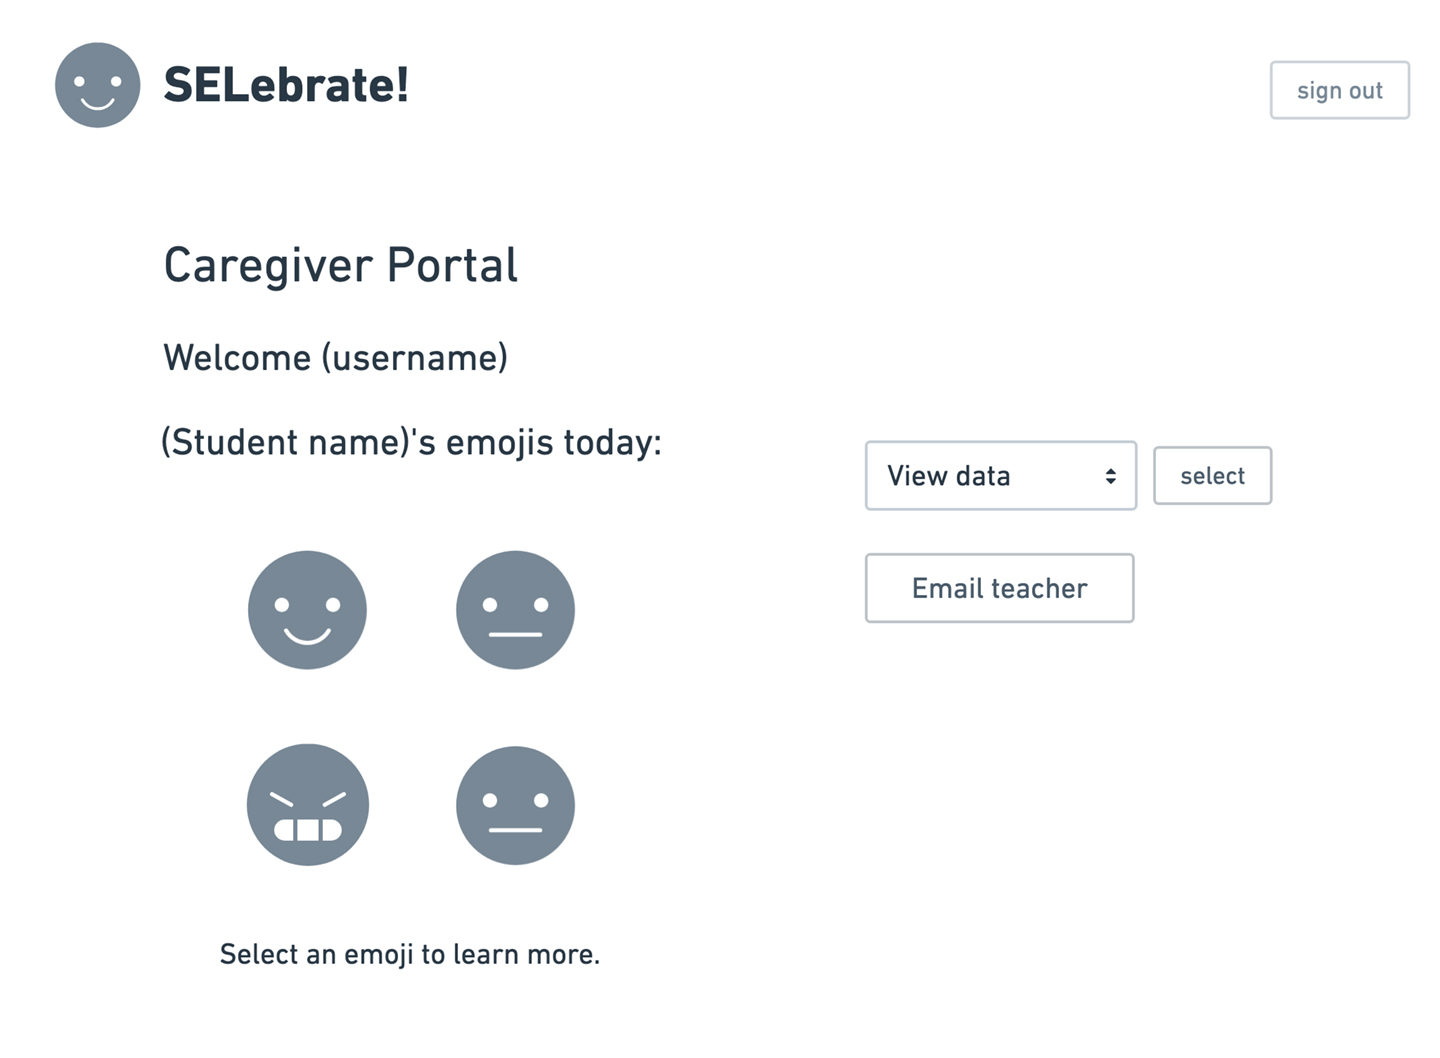 SELebrate!
sign out
Caregiver Portal
Welcome (username)
(Student name)'s emojis today:
View data
select
Email teacher
Select an emoji to learn more.